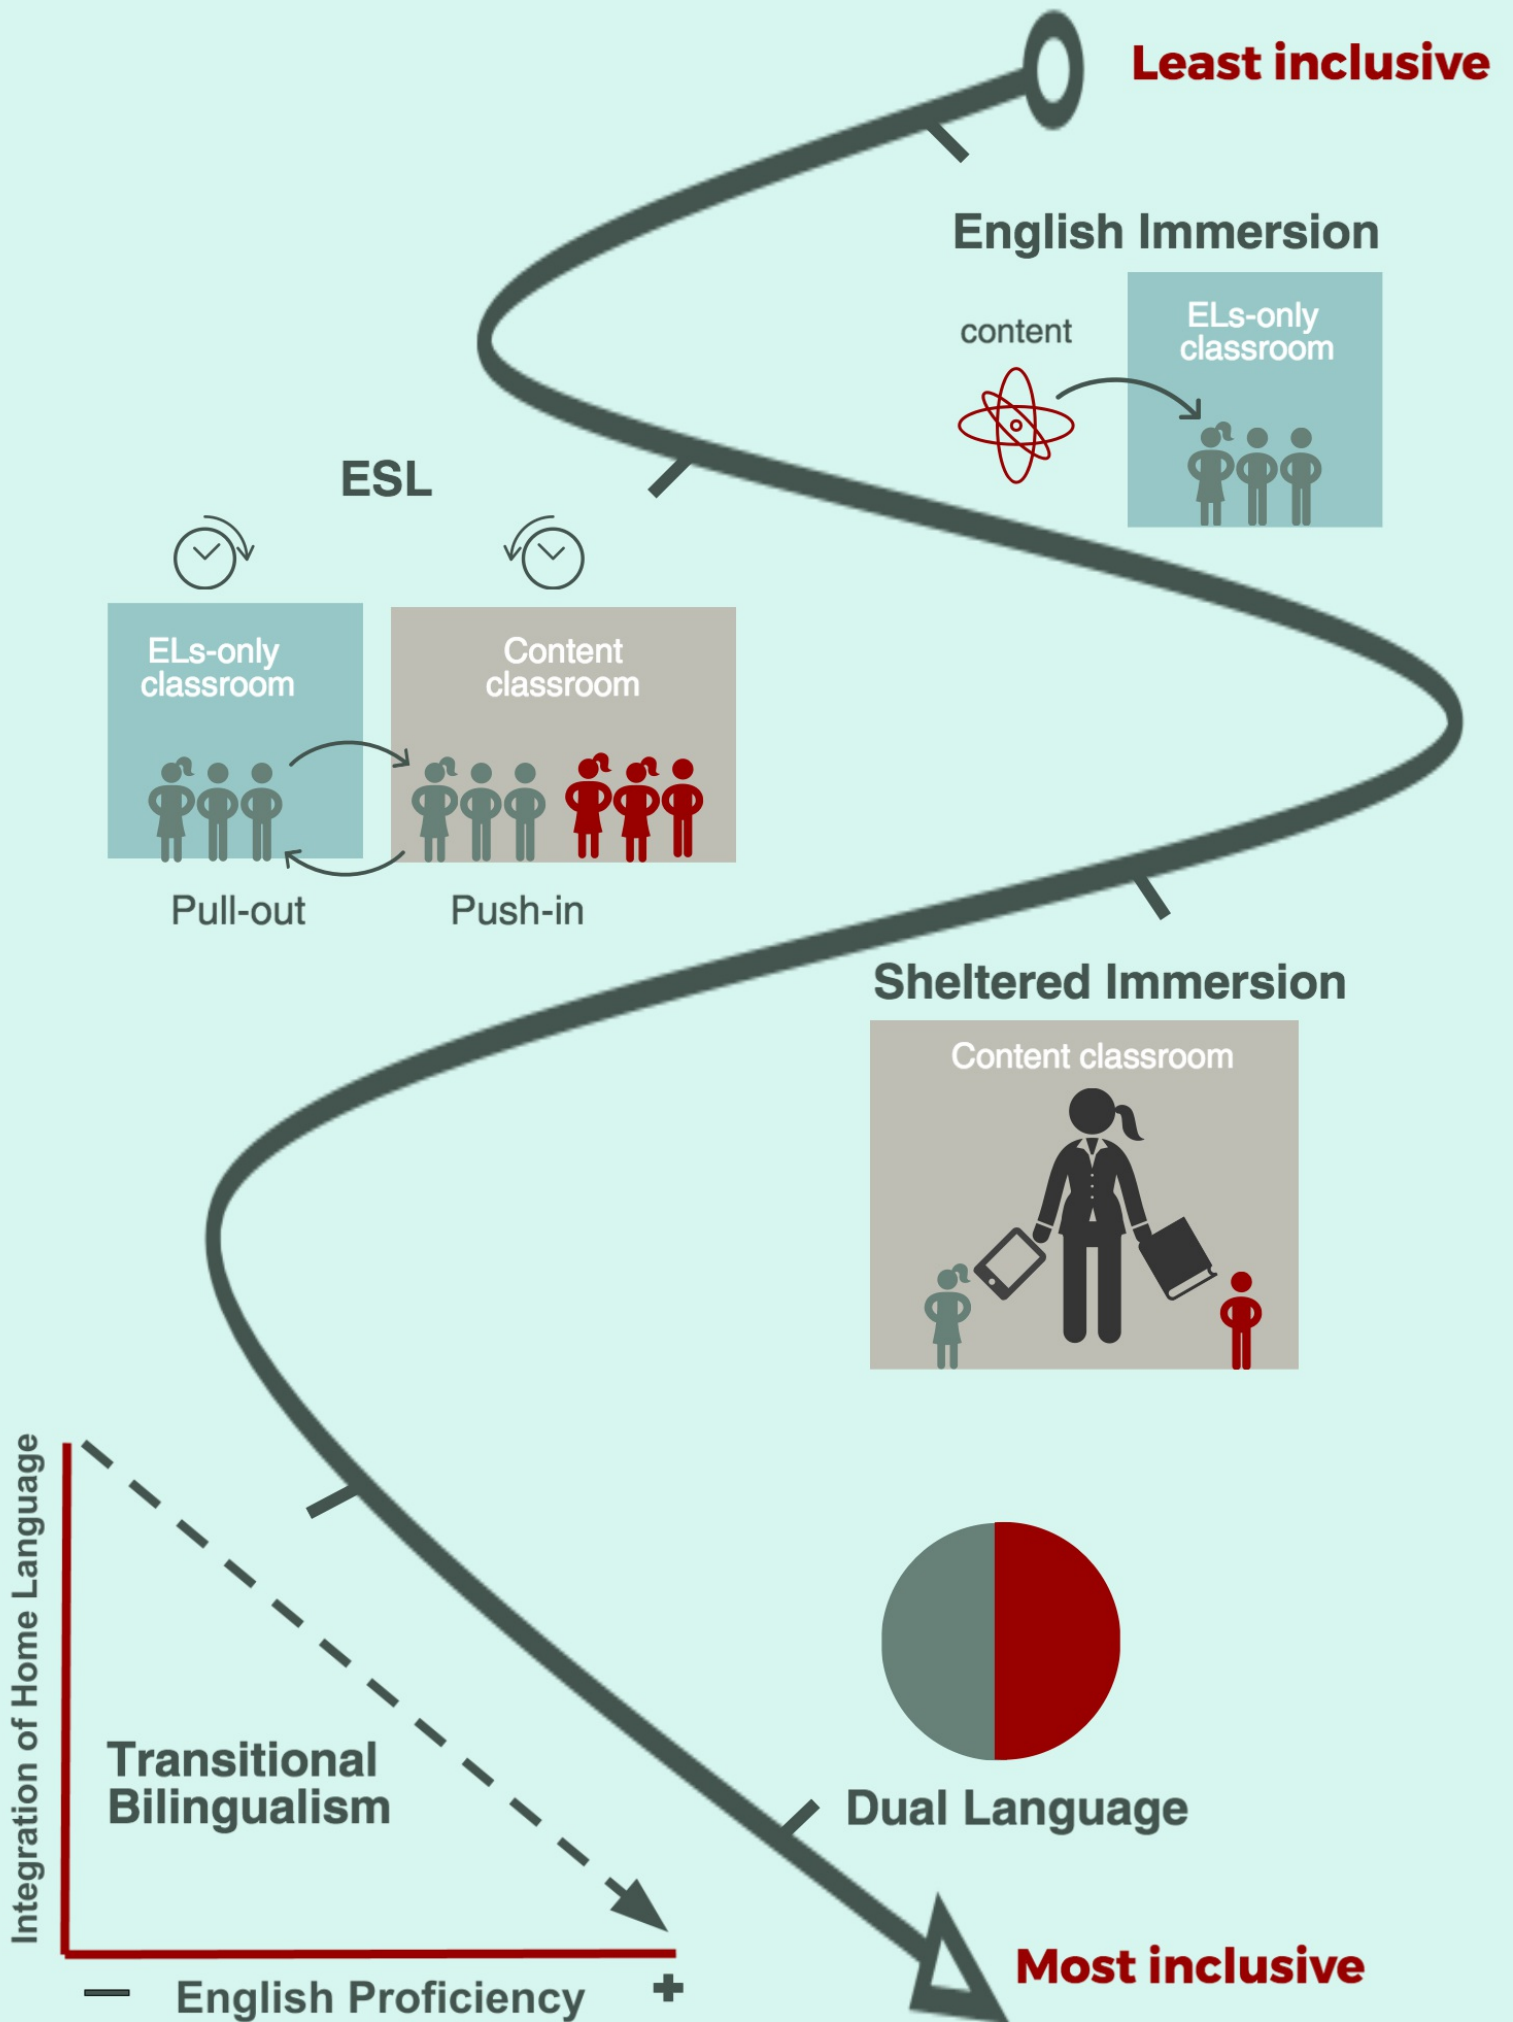 Least inclusive
English Immersion
content
ELs-only
classroom
ESL
ELs-only
classroom
Content
classroom
Pull-out
Push-in
Sheltered Immersion
Content classroom
Integration of Home Language
Transitional
Bilingualism
English Proficiency
Dual Language
Most inclusive